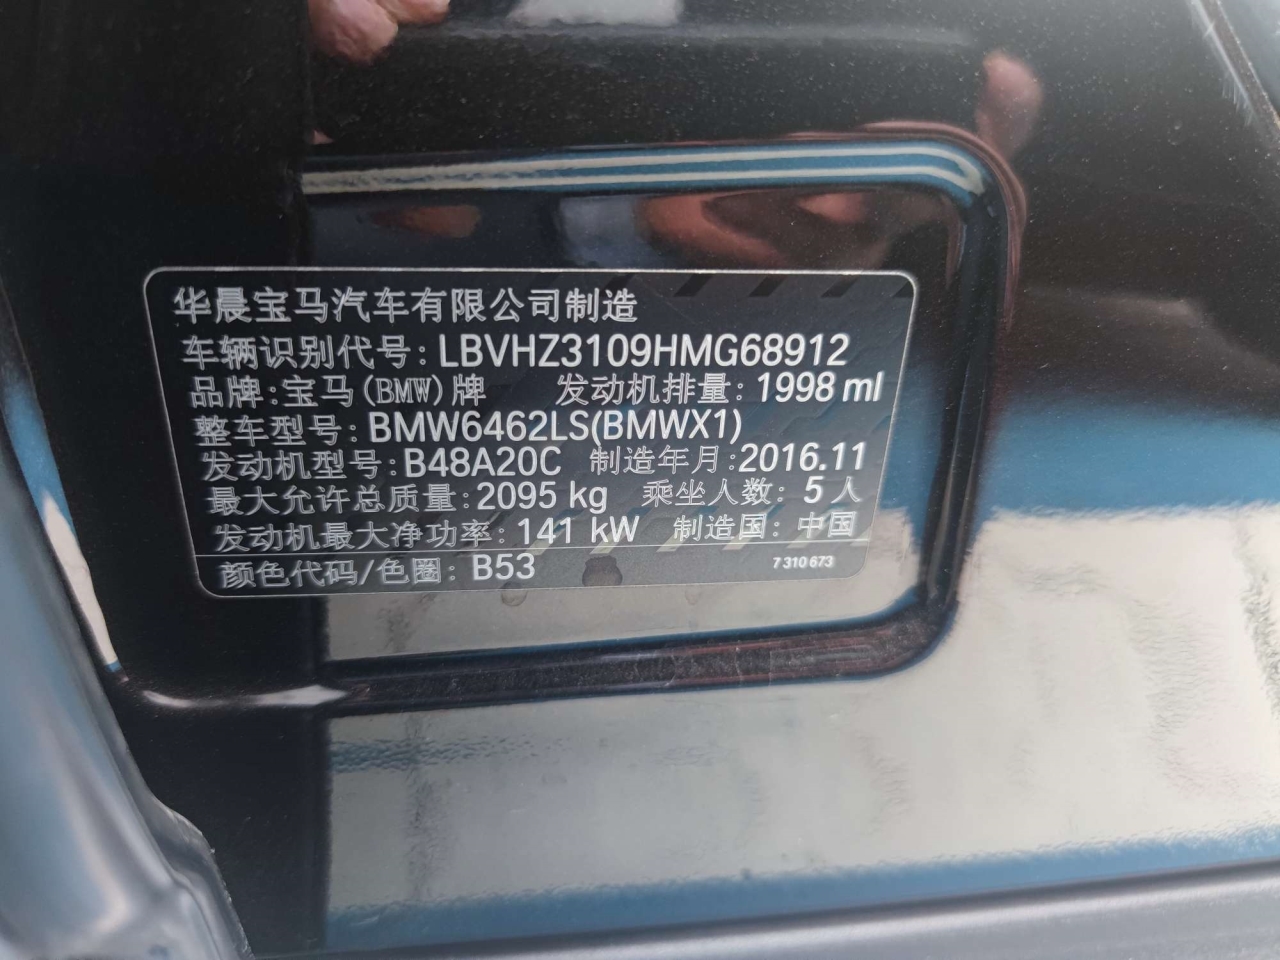 华晨宝马汽车有限公司制造
车辆识别代号: LBVHZ3109HMG68912
品牌:宝马(BMW)牌 发动机排量: 1998 ml
整车型号: BMW6462LS(BMWX1)
发动机型号:B48A20C 制造年月:2016.11
最大允许总质量:2095 kg 乘坐人数: 5人
发动机最大净功率: 141 kW 制造国: 中国
颜色代码/色圈: B53 7 310 673